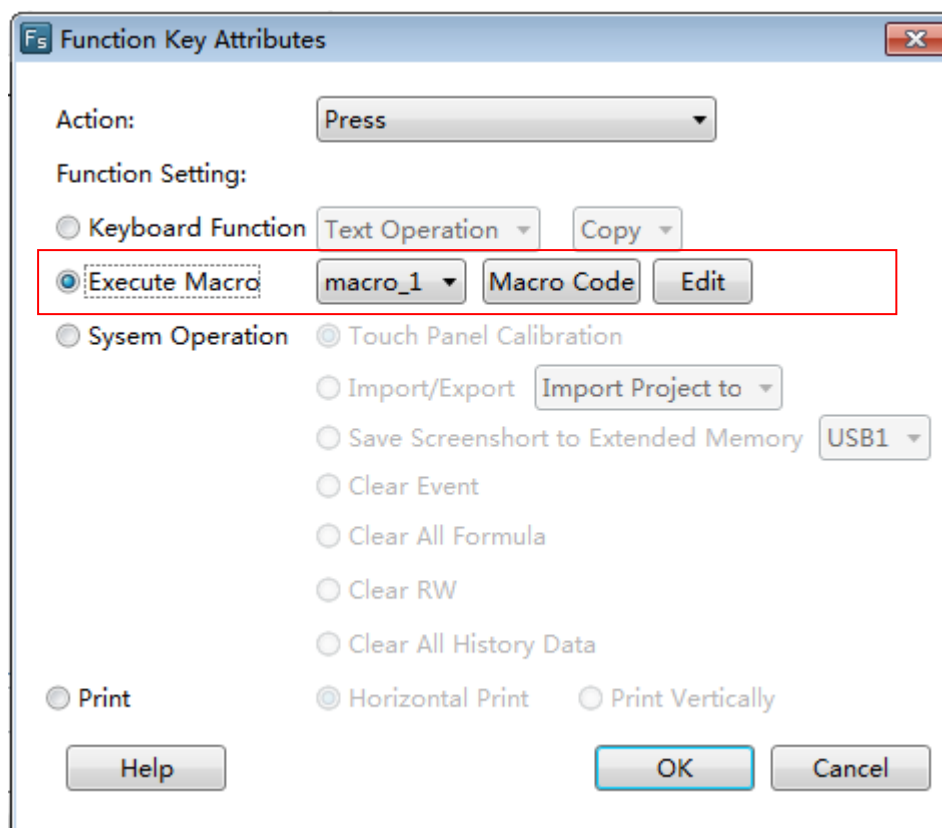 Fs Function Key Attributes
Action: Press
Function Setting:
Keyboard Function Text Operation Copy
Execute Macro macro_1 Macro Code Edit
Sysem Operation Touch Panel Calibration
Import/Export Import Project to
Save Screenshort to Extended Memory USB1
Clear Event
Clear All Formula
Clear RW
Clear All History Data
Print Horizontal Print Print Vertically
Help OK Cancel